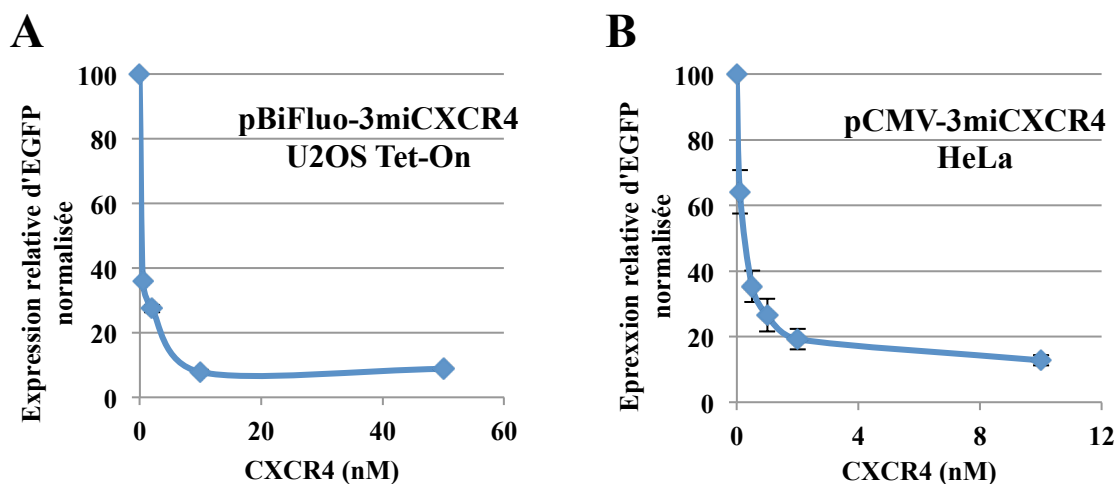 A
Expression relative d'EGFP
normalisée
100
80
60
40
20
0
pBiFluo-3miCXCR4
U2OS Tet-On
0 20 40 60
CXCR4 (nM)
B
Eprexxion relative d'EGFP
normalisée
100
80
60
40
20
0
pCMV-3miCXCR4
HeLa
0 4 8 12
CXCR4 (nM)